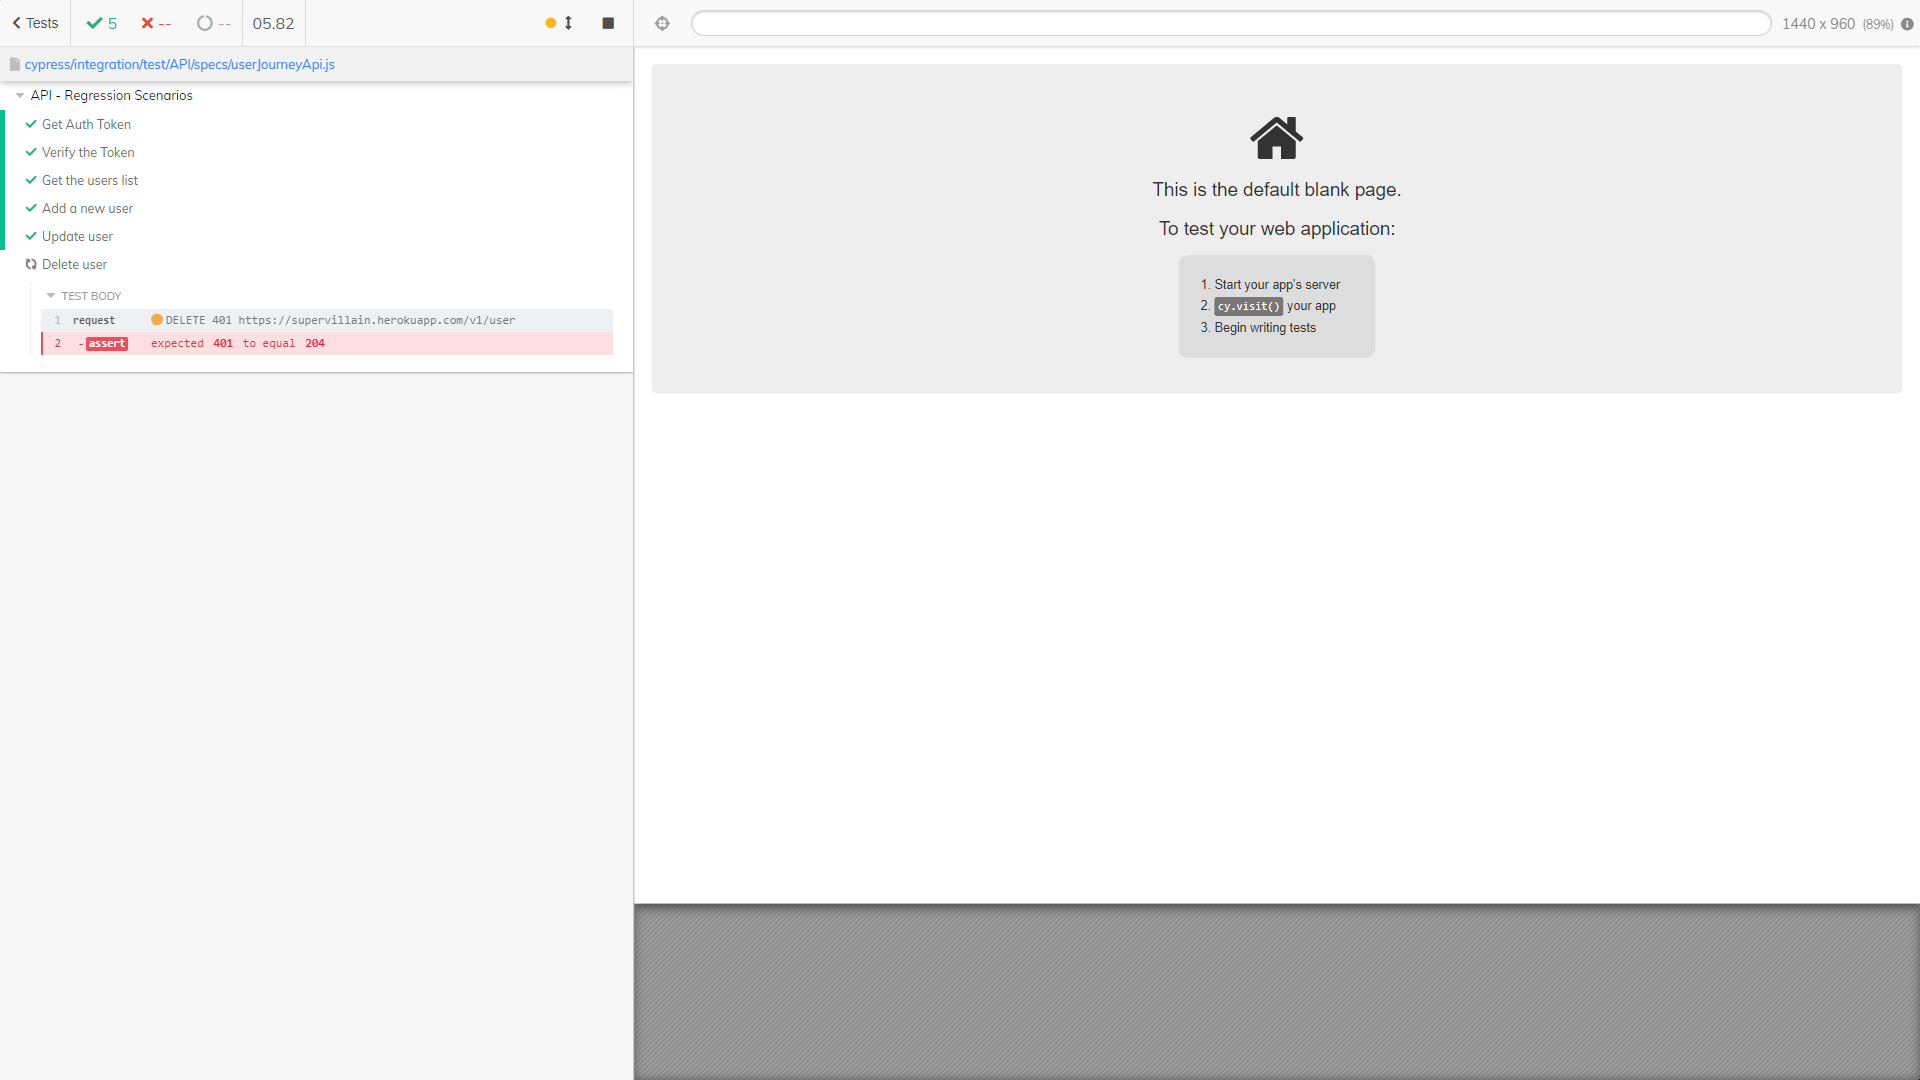 Tests
5
--
--
05.82
1440 x 960 (89%)
cypress/integration/test/API/specs/userJourneyApi.js
API - Regression Scenarios
Get Auth Token
Verify the Token
Get the users list
Add a new user
Update user
Delete user
TEST BODY
1 request DELETE 401 https://supervillain.herokuapp.com/v1/user
2 -assert expected 401 to equal 204
This is the default blank page.
To test your web application:
1. Start your app's server
2. cy.visit() your app
3. Begin writing tests